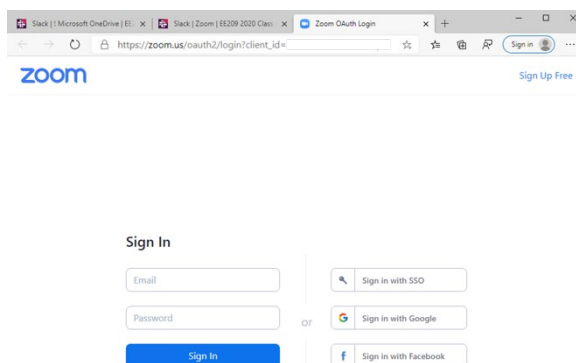 Slack | ! Microsoft OneDrive | EE Slack | Zoom | EE209 2020 Class Zoom OAuth Login
https://zoom.us/oauth2/login?client_id= Sign in
zoom Sign Up Free
Sign In
Email Sign in with SSO
Password or Sign in with Google
Sign In Sign in with Facebook